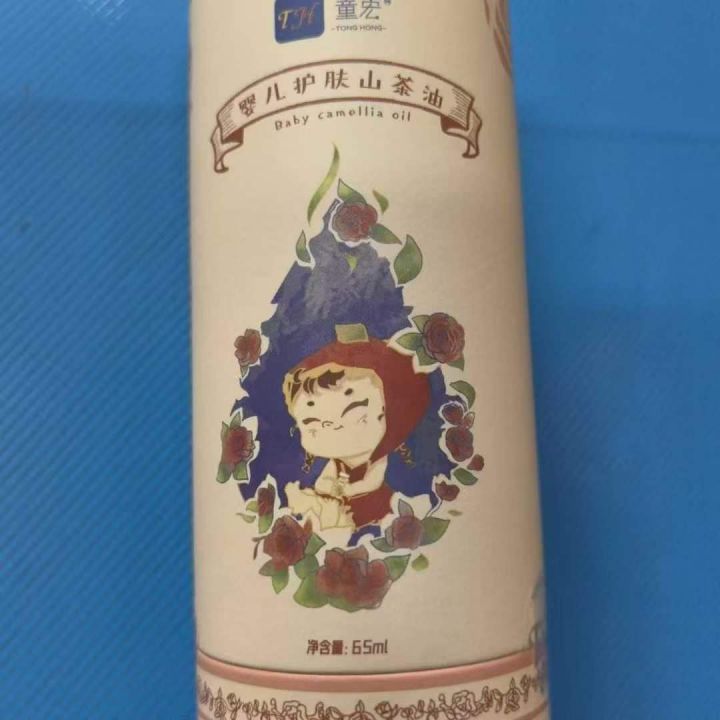 TH
童宏
-TONG HONG-
婴儿护肤山茶油
Baby camellia oil
净含量:65ml